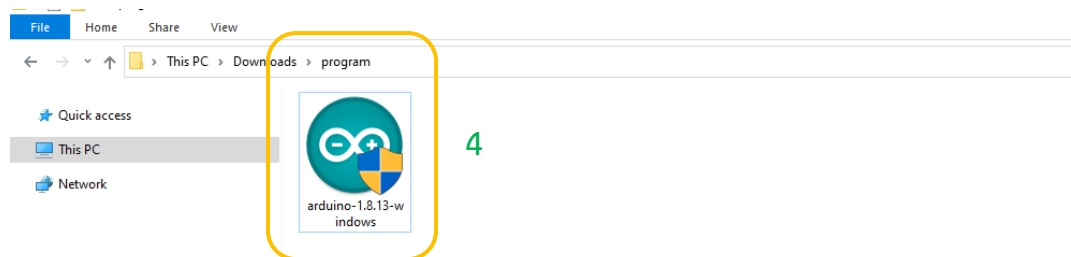 File Home Share View
This PC > Downloads > program
Quick access
This PC
Network
4
arduino-1.8.13-w
indows